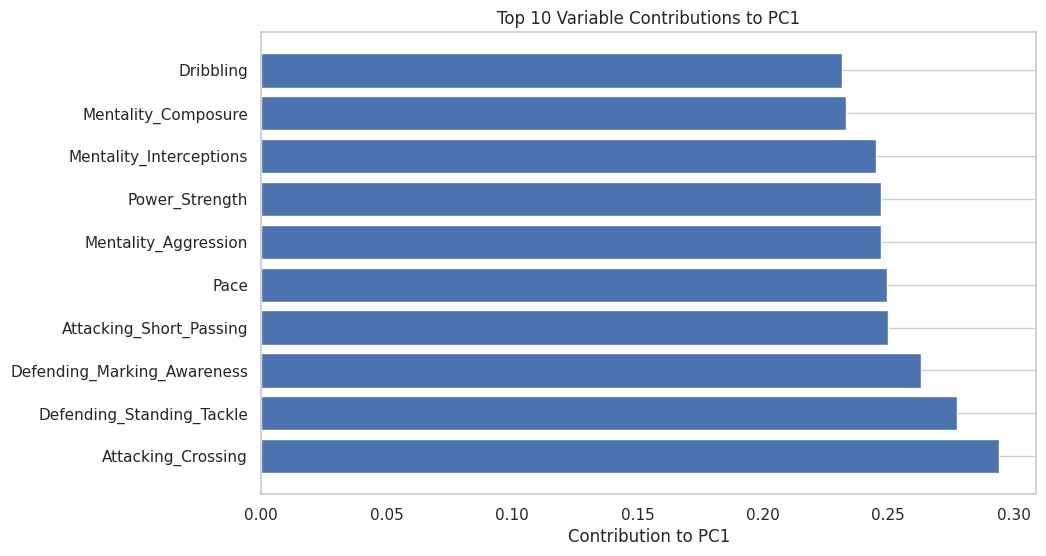 Top 10 Variable Contributions to PC1
Dribbling
Mentality_Composure
Mentality_Interceptions
Power_Strength
Mentality_Aggression
Pace
Attacking_Short_Passing
Defending_Marking_Awareness
Defending_Standing_Tackle
Attacking_Crossing
0.00 0.05 0.10 0.15 0.20 0.25 0.30
Contribution to PC1